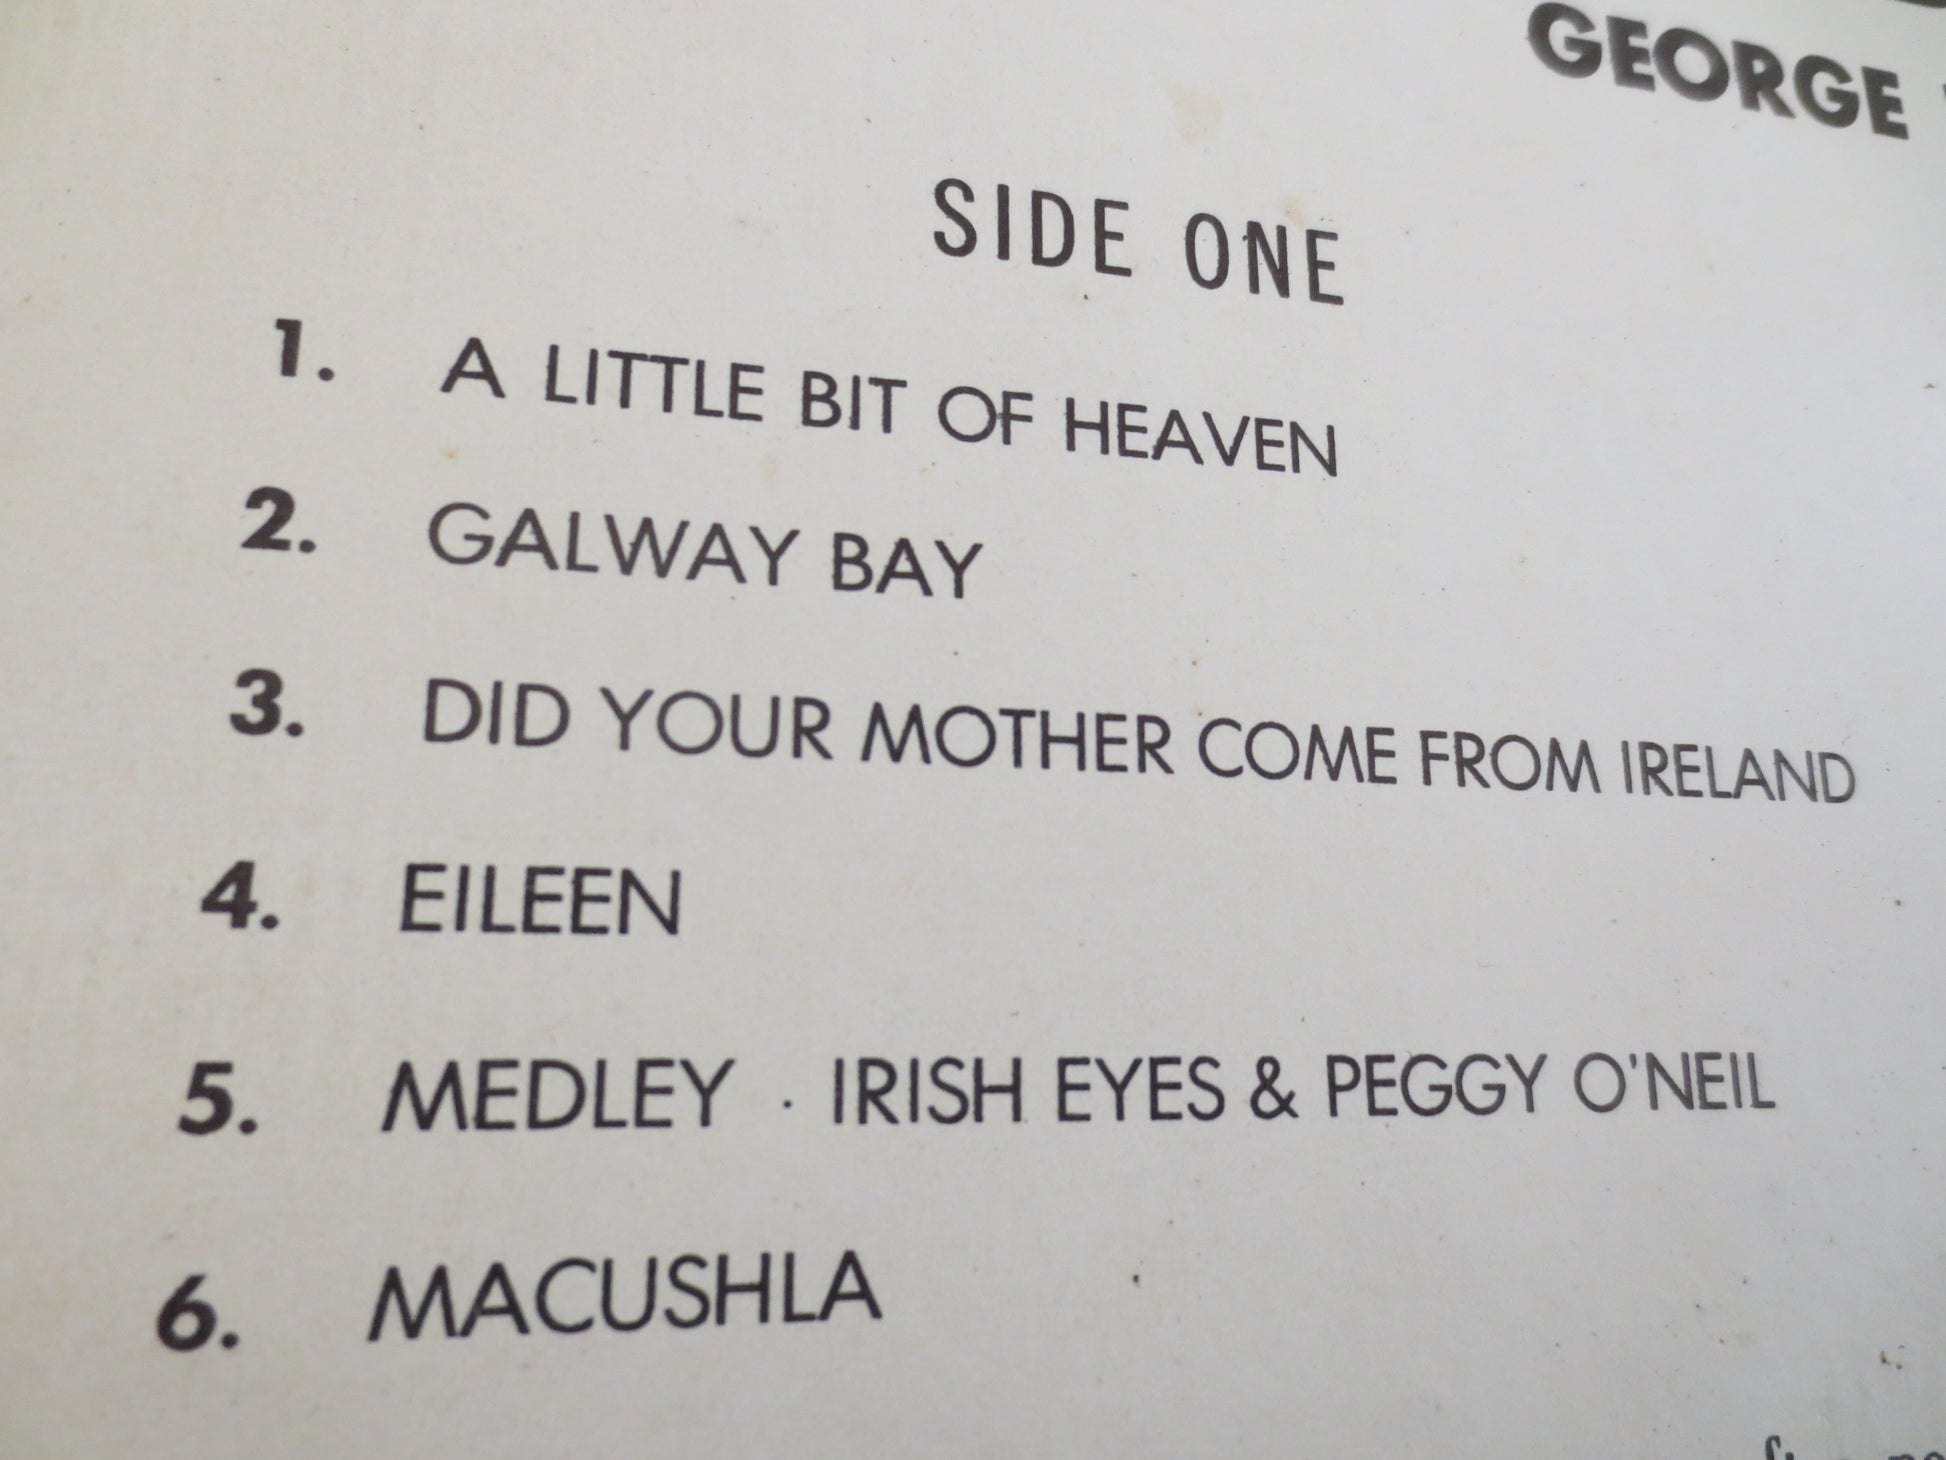 GEORGE
SIDE ONE
1. A LITTLE BIT OF HEAVEN
2. GALWAY BAY
3. DID YOUR MOTHER COME FROM IRELAND
4. EILEEN
5. MEDLEY · IRISH EYES & PEGGY O'NEIL
6. MACUSHLA